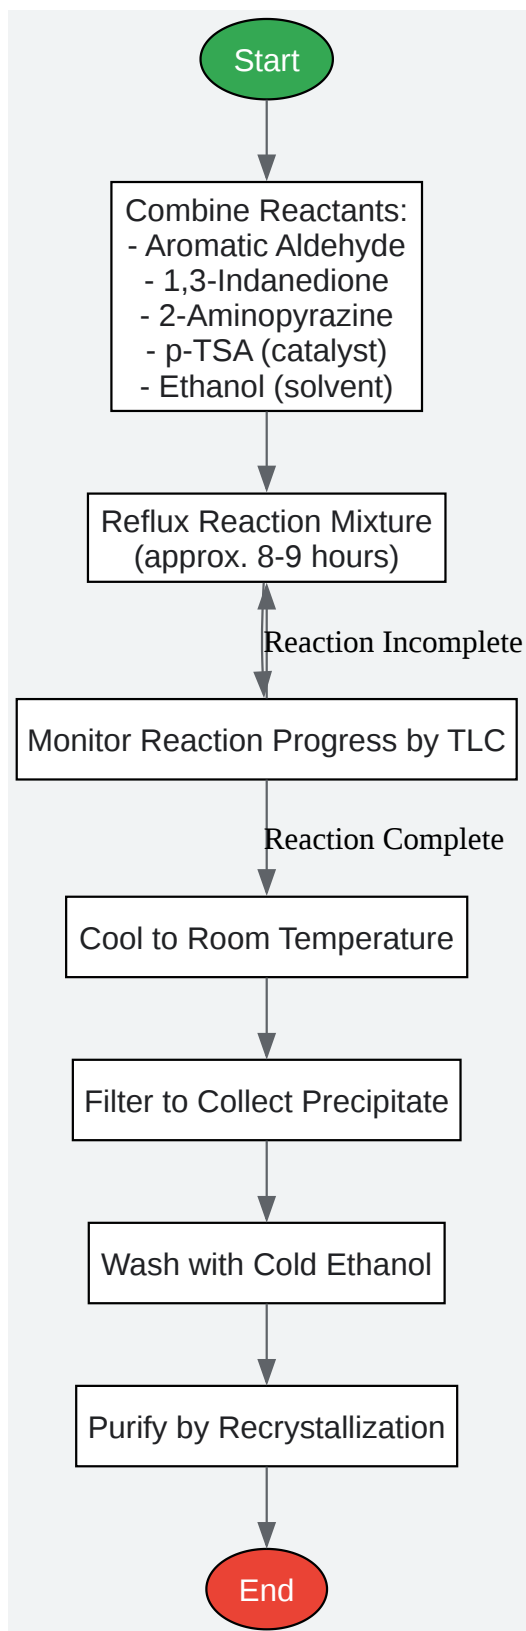 Start
Combine Reactants:
- Aromatic Aldehyde
- 1,3-Indanedione
- 2-Aminopyrazine
- p-TSA (catalyst)
- Ethanol (solvent)
Reflux Reaction Mixture
(approx. 8-9 hours)
Reaction Incomplete
Monitor Reaction Progress by TLC
Reaction Complete
Cool to Room Temperature
Filter to Collect Precipitate
Wash with Cold Ethanol
Purify by Recrystallization
End